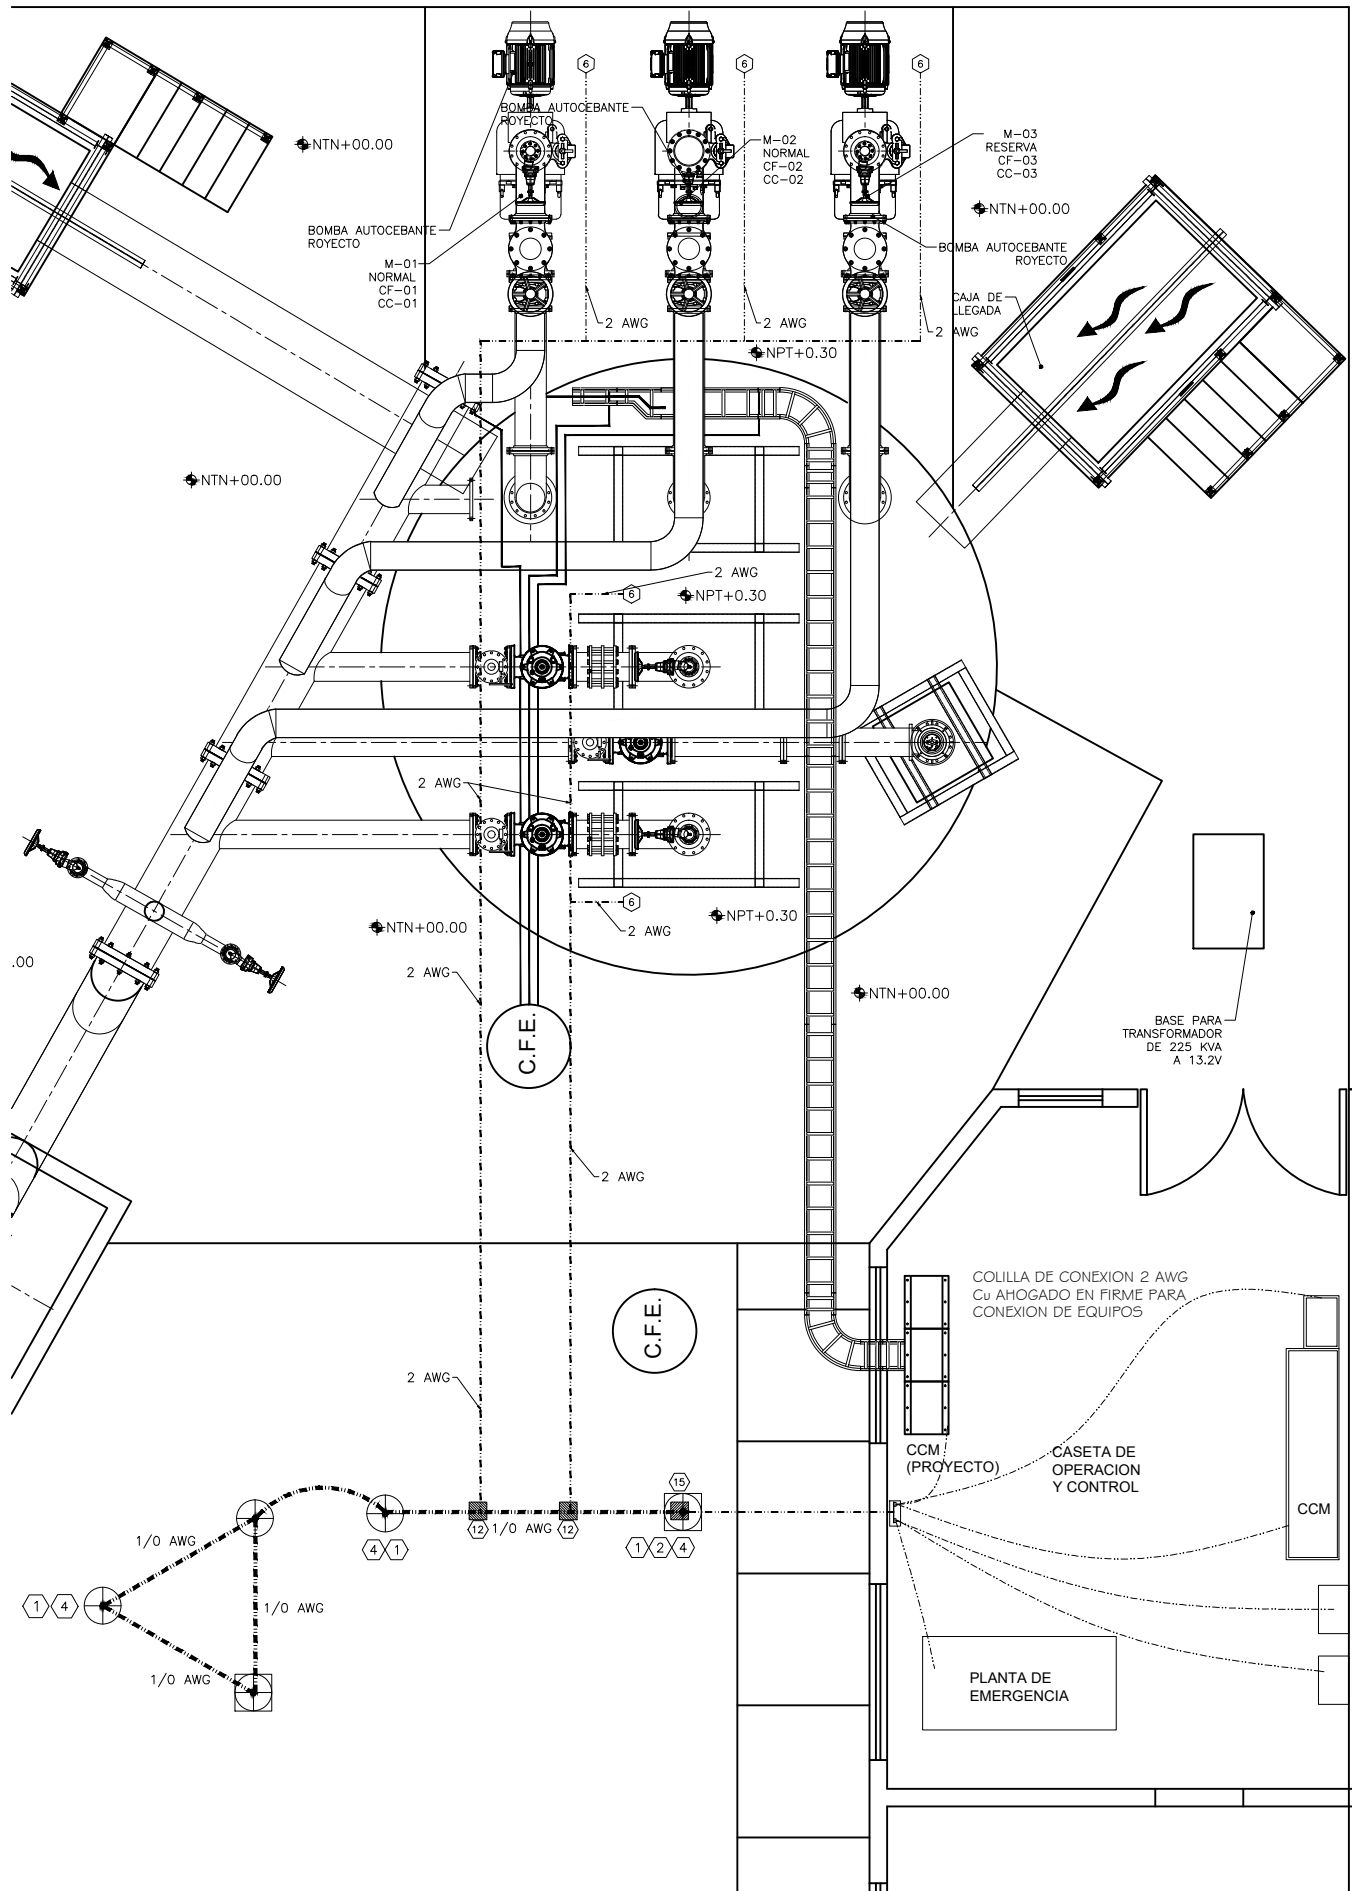 6
6
6
BOMBA AUTOCEBANTE
ROYECTO
NTN+00.00
M-02
NORMAL
CF-02
CC-02
M-03
RESERVA
CF-03
CC-03
NTN+00.00
BOMBA AUTOCEBANTE
ROYECTO
M-01
NORMAL
CF-01
CC-01
BOMBA AUTOCEBANTE
ROYECTO
CAJA DE
LLEGADA
2 AWG
2 AWG
2 AWG
NPT+0.30
NTN+00.00
2 AWG
6
NPT+0.30
2 AWG
6
NPT+0.30
2 AWG
NTN+00.00
.00
2 AWG
NTN+00.00
C.F.E.
BASE PARA
TRANSFORMADOR
DE 225 KVA
A 13.2V
2 AWG
COLILLA DE CONEXION 2 AWG
Cu AHOGADO EN FIRME PARA
CONEXION DE EQUIPOS
C.F.E.
2 AWG
CCM
(PROYECTO)
CASETA DE
OPERACION
Y CONTROL
CCM
15
12
1/0 AWG
12
1/0 AWG
4 1
1 2 4
1 4
1/0 AWG
1/0 AWG
PLANTA DE
EMERGENCIA